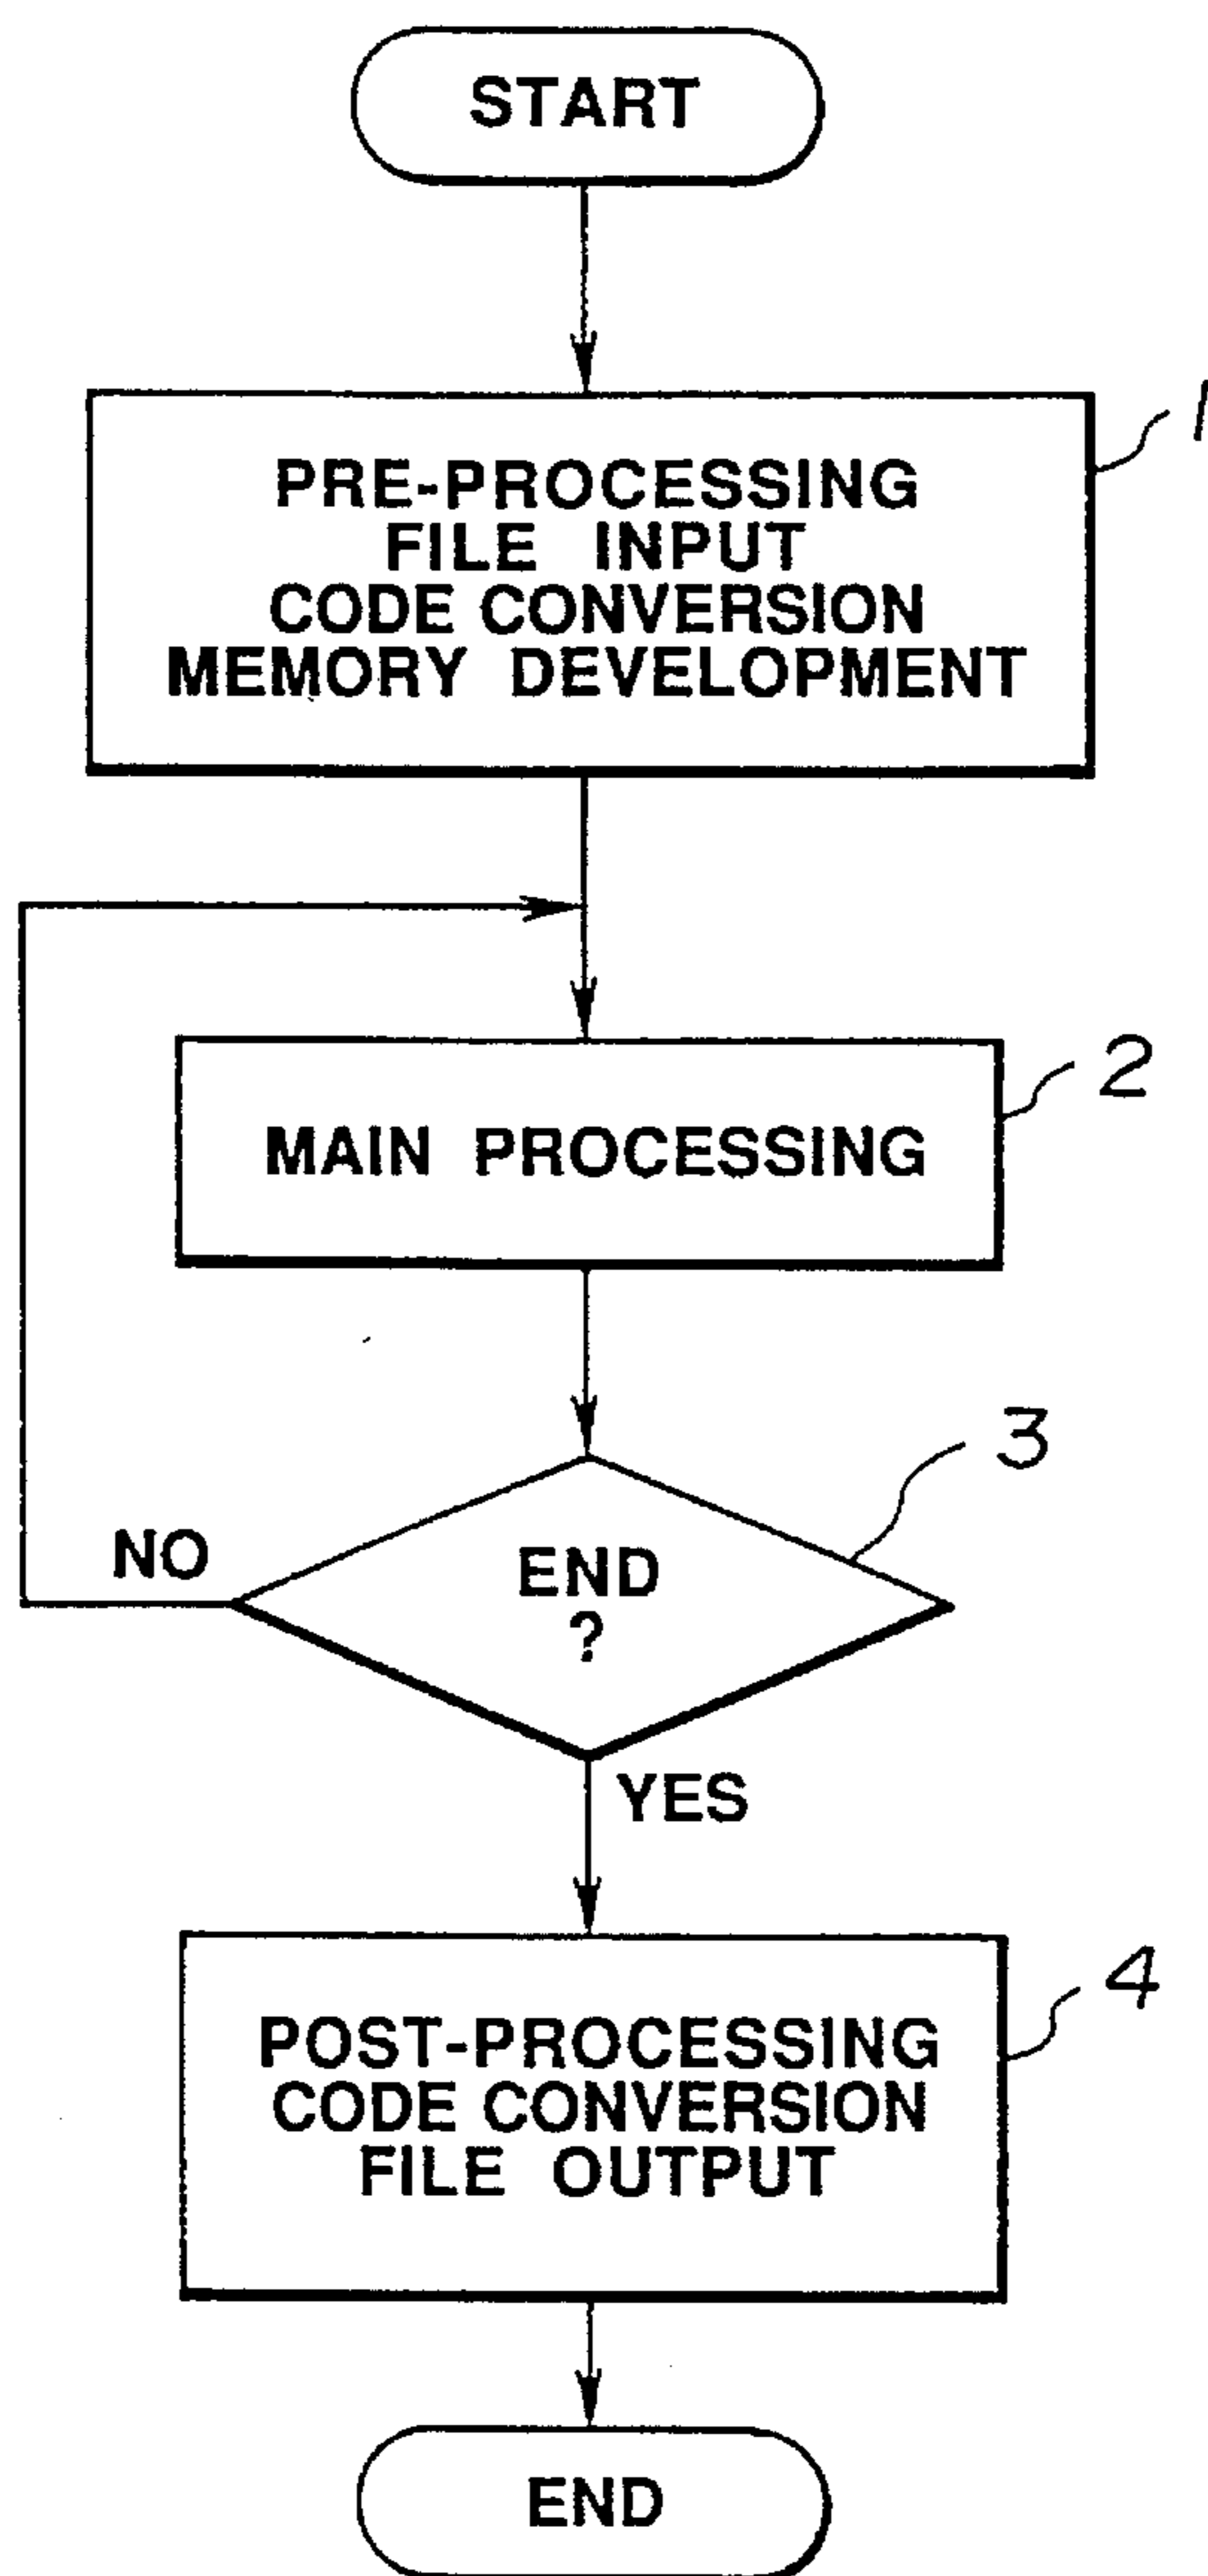 START
1
PRE-PROCESSING
FILE INPUT
CODE CONVERSION
MEMORY DEVELOPMENT
2
MAIN PROCESSING
3
NO
END
?
YES
4
POST-PROCESSING
CODE CONVERSION
FILE OUTPUT
END